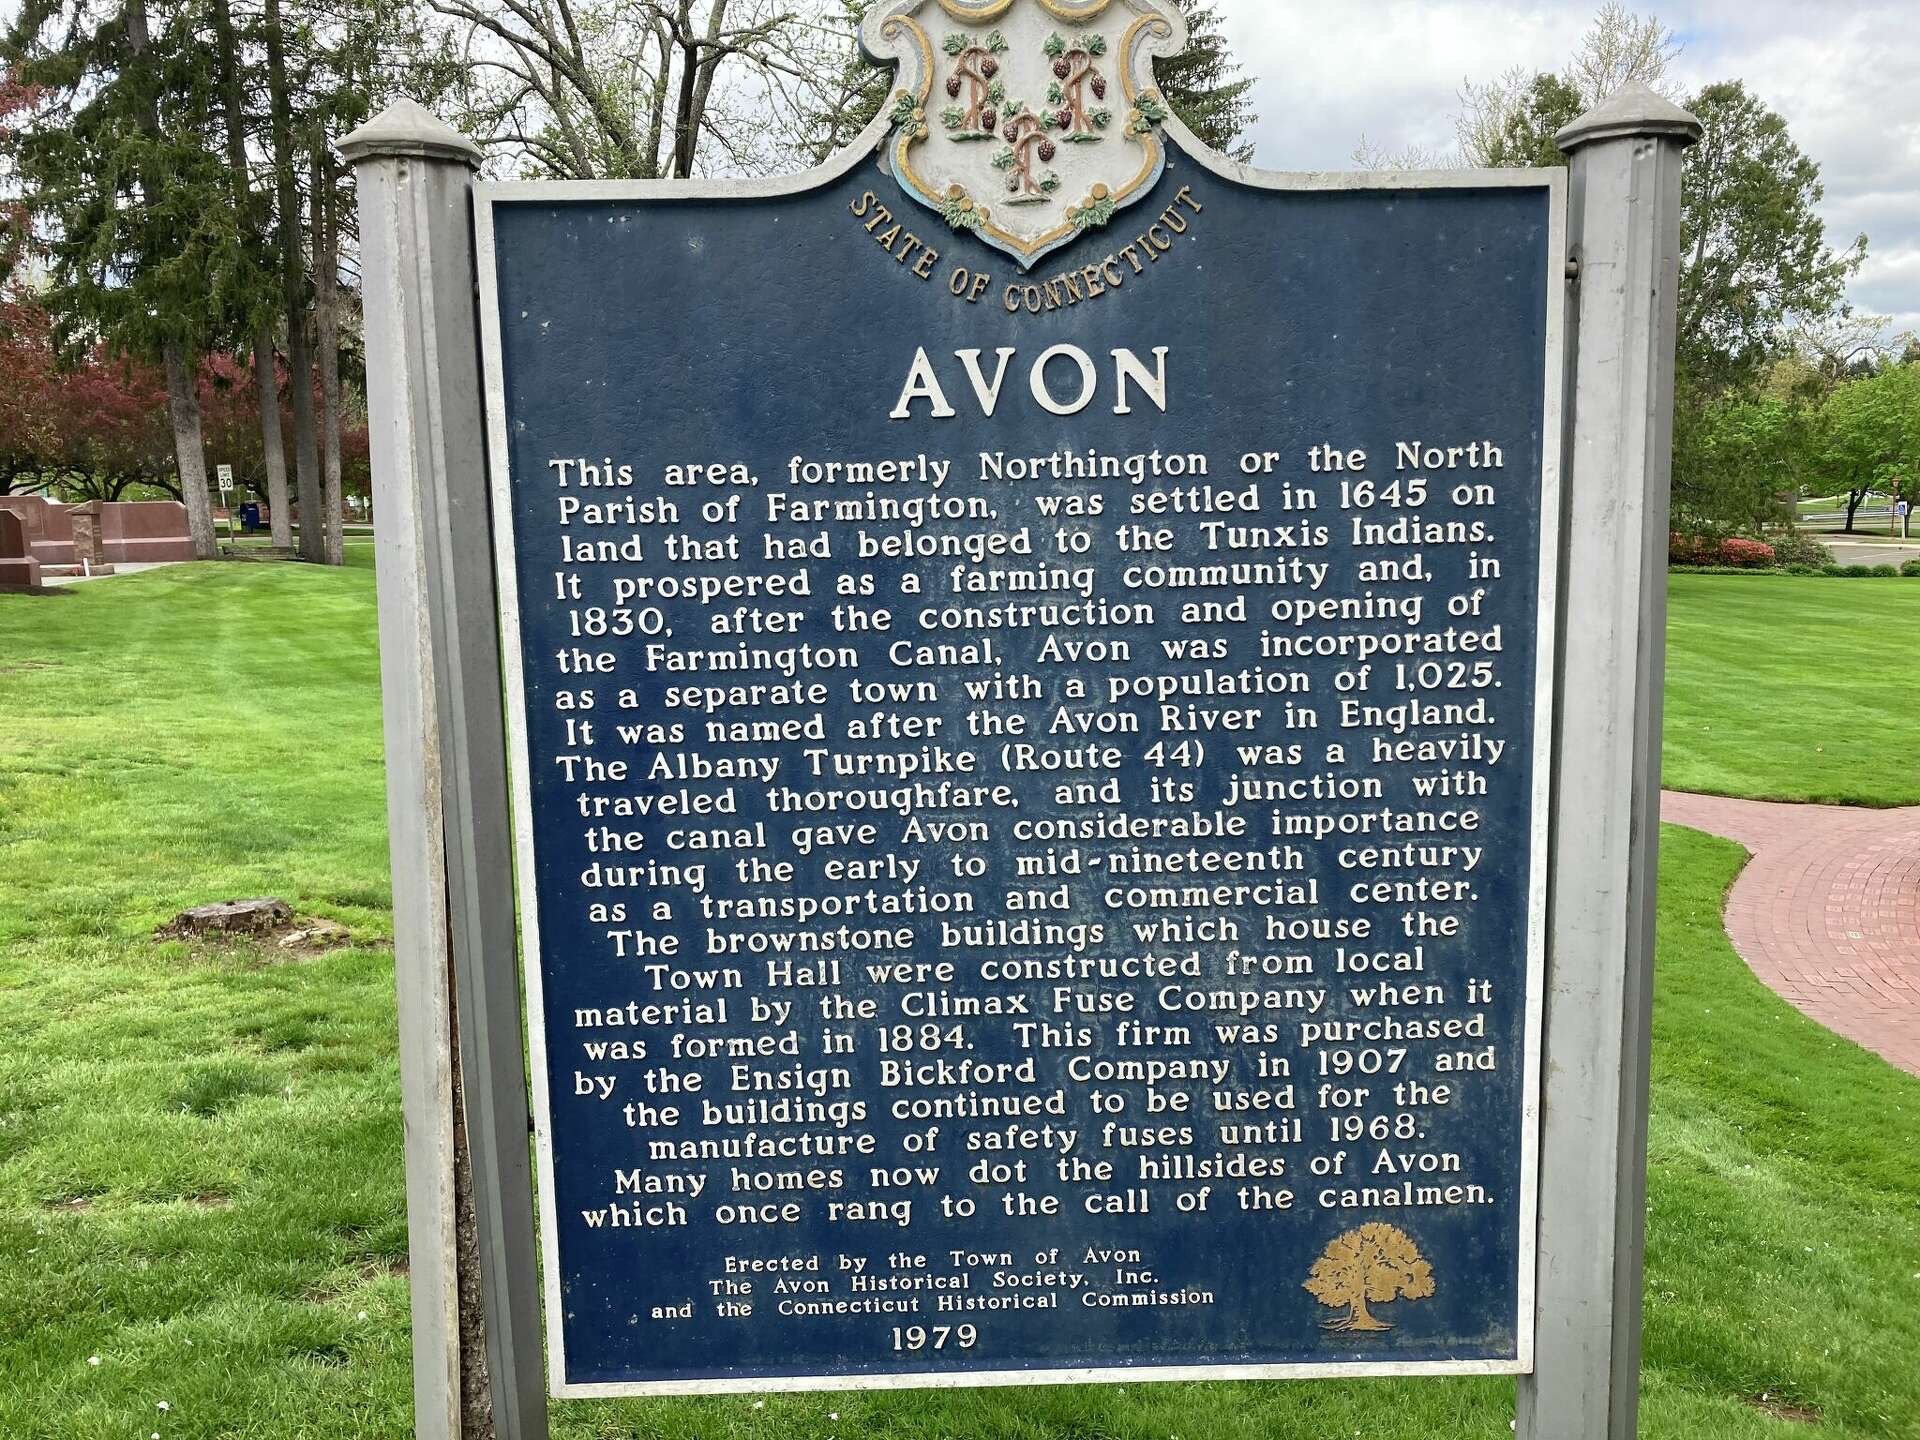 STATE OF CONNECTICUT
AVON
This area, formerly Northington or the North
Parish of Farmington, was settled in 1645 on
land that had belonged to the Tunxis Indians.
It prospered as a farming community and, in
1830, after the construction and opening of
the Farmington Canal, Avon was incorporated
as a separate town with a population of 1,025.
It was named after the Avon River in England.
The Albany Turnpike (Route 44) was a heavily
traveled thoroughfare, and its junction with
the canal gave Avon considerable importance
during the early to mid-nineteenth century
as a transportation and commercial center.
The brownstone buildings which house the
Town Hall were constructed from local
material by the Climax Fuse Company when it
was formed in 1884. This firm was purchased
by the Ensign Bickford Company in 1907 and
the buildings continued to be used for the
manufacture of safety fuses until 1968.
Many homes now dot the hillsides of Avon
which once rang to the call of the canalmen.
Erected by the Town of Avon
The Avon Historical Society, Inc.
and the Connecticut Historical Commission
1979
SPEED
LIMIT
30